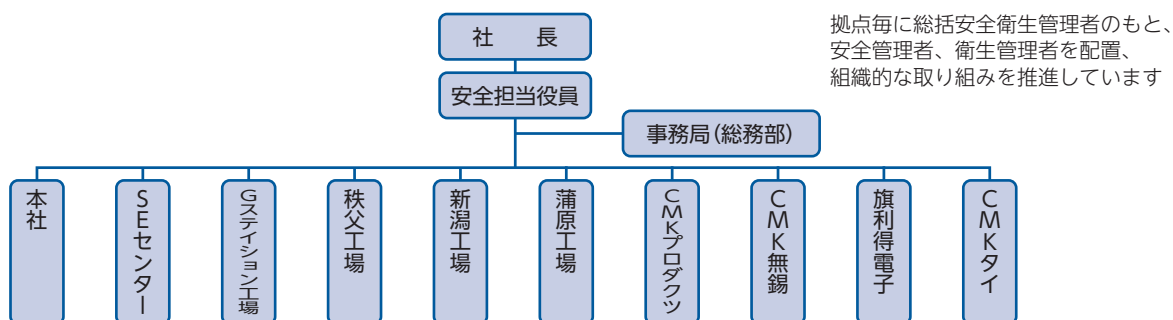 社　長
拠点毎に総括安全衛生管理者のもと、
安全管理者、衛生管理者を配置、
組織的な取り組みを推進しています
安全担当役員
事務局(総務部)
本社
SEセンター
Gステイション工場
秩父工場
新潟工場
蒲原工場
CMKプロダクツ
CMK無錫
旗利得電子
CMKタイ